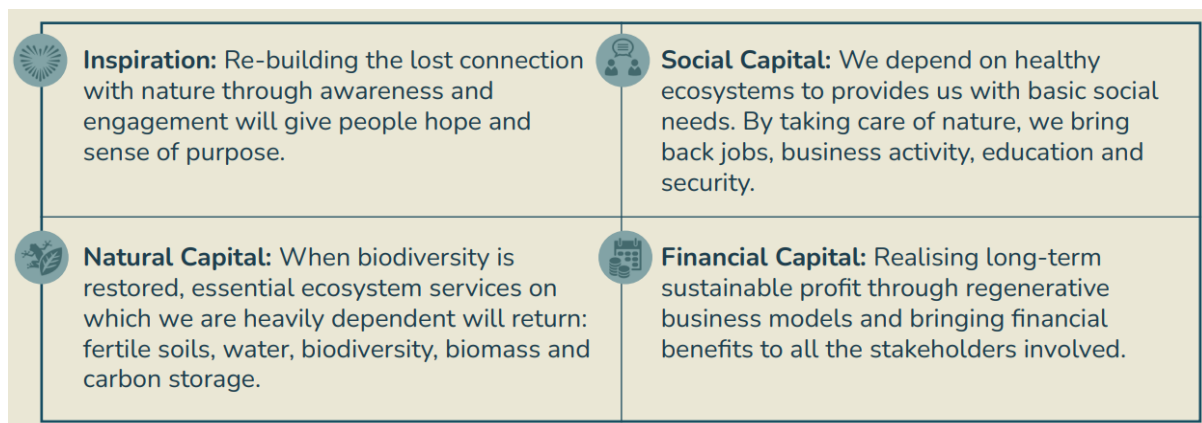 Inspiration: Re-building the lost connection
with nature through awareness and
engagement will give people hope and
sense of purpose.
Social Capital: We depend on healthy
ecosystems to provides us with basic social
needs. By taking care of nature, we bring
back jobs, business activity, education and
security.
Natural Capital: When biodiversity is
restored, essential ecosystem services on
which we are heavily dependent will return:
fertile soils, water, biodiversity, biomass and
carbon storage.
Financial Capital: Realising long-term
sustainable profit through regenerative
business models and bringing financial
benefits to all the stakeholders involved.